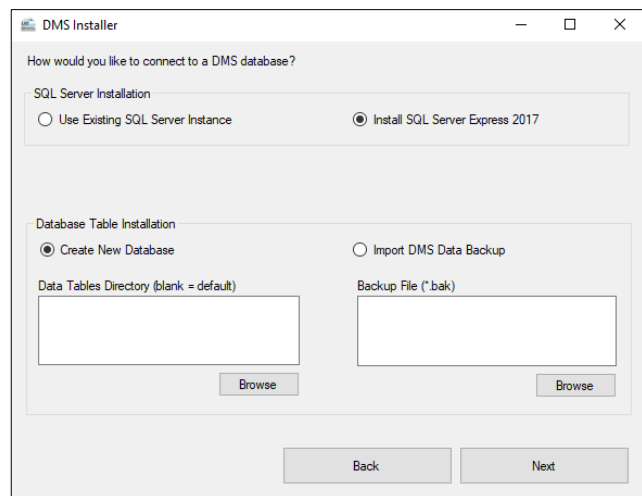 DMS Installer
How would you like to connect to a DMS database?
SQL Server Installation
Use Existing SQL Server Instance
Install SQL Server Express 2017
Database Table Installation
Create New Database
Import DMS Data Backup
Data Tables Directory (blank = default)
Backup File (*.bak)
Browse
Browse
Back
Next